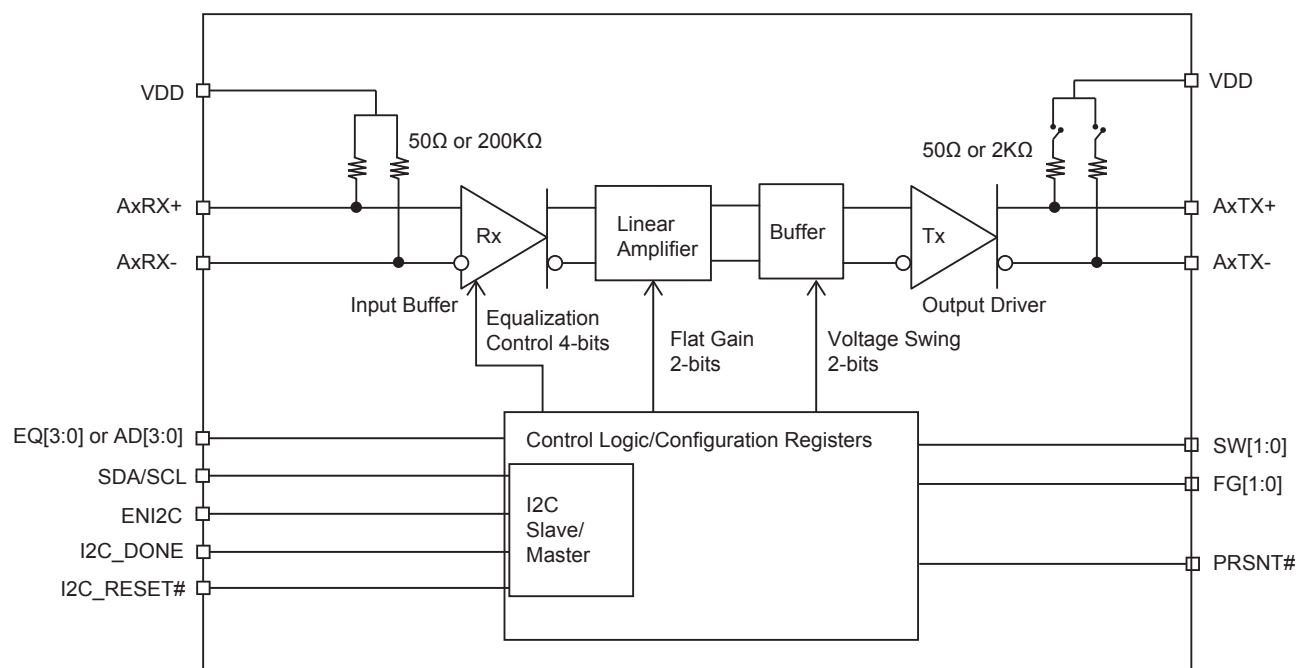 VDD
VDD
50Ω or 200KΩ
50Ω or 2KΩ
AxRX+
Rx
Linear
Amplifier
Buffer
Tx
AxTX+
AxRX-
AxTX-
Input Buffer
Output Driver
Equalization
Control 4-bits
Flat Gain
2-bits
Voltage Swing
2-bits
EQ[3:0] or AD[3:0]
Control Logic/Configuration Registers
SW[1:0]
SDA/SCL
FG[1:0]
ENI2C
I2C
Slave/
Master
I2C_DONE
PRSNT#
I2C_RESET#